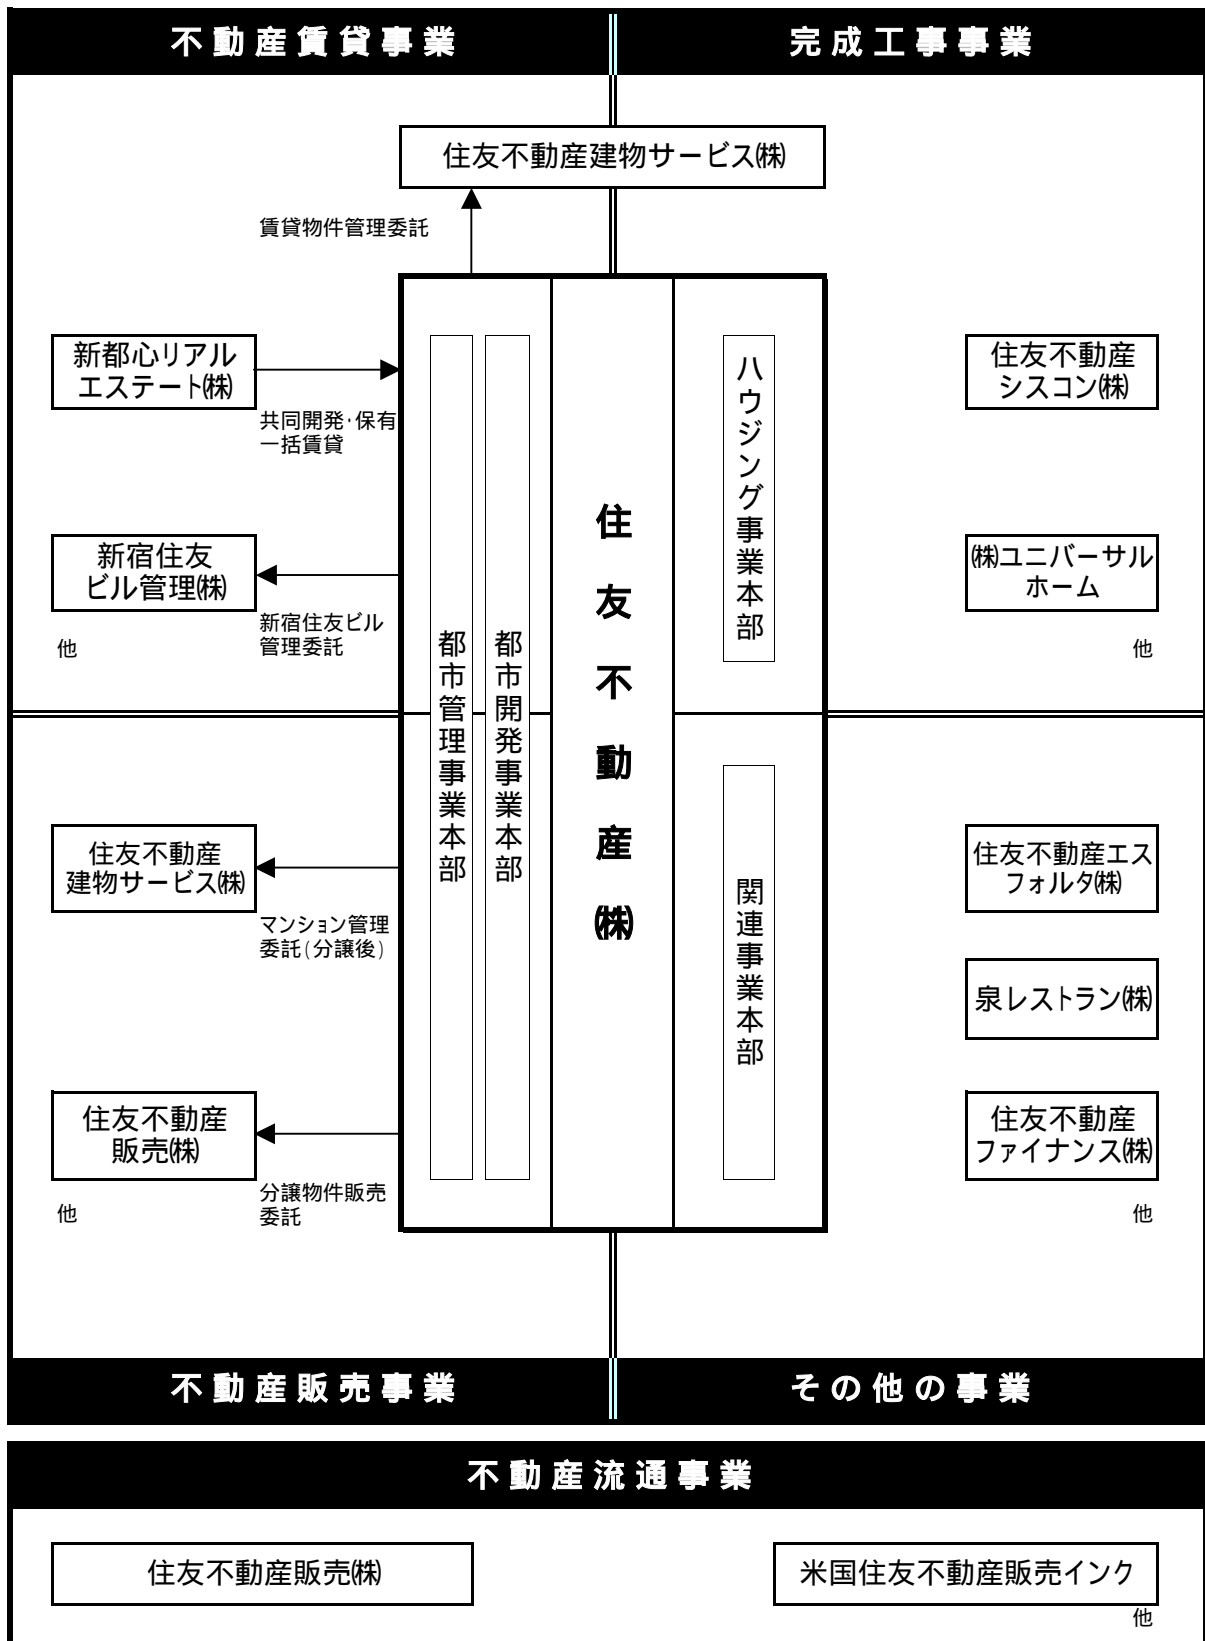 不動産賃貸事業
完成工事事業
住友不動産建物サービス㈱
賃貸物件管理委託
新都心リアル
エステート㈱
共同開発・保有
一括賃貸
新宿住友
ビル管理㈱
新宿住友ビル
管理委託
他
都市管理事業本部
都市開発事業本部
住友不動産㈱
ハウジング事業本部
住友不動産
シスコン㈱
㈱ユニバーサル
ホーム
他
住友不動産
建物サービス㈱
マンション管理
委託(分譲後)
住友不動産
販売㈱
分譲物件販売
委託
他
関連事業本部
住友不動産エス
フォルタ㈱
泉レストラン㈱
住友不動産
ファイナンス㈱
他
不動産販売事業
その他の事業
不動産流通事業
住友不動産販売㈱
米国住友不動産販売インク
他